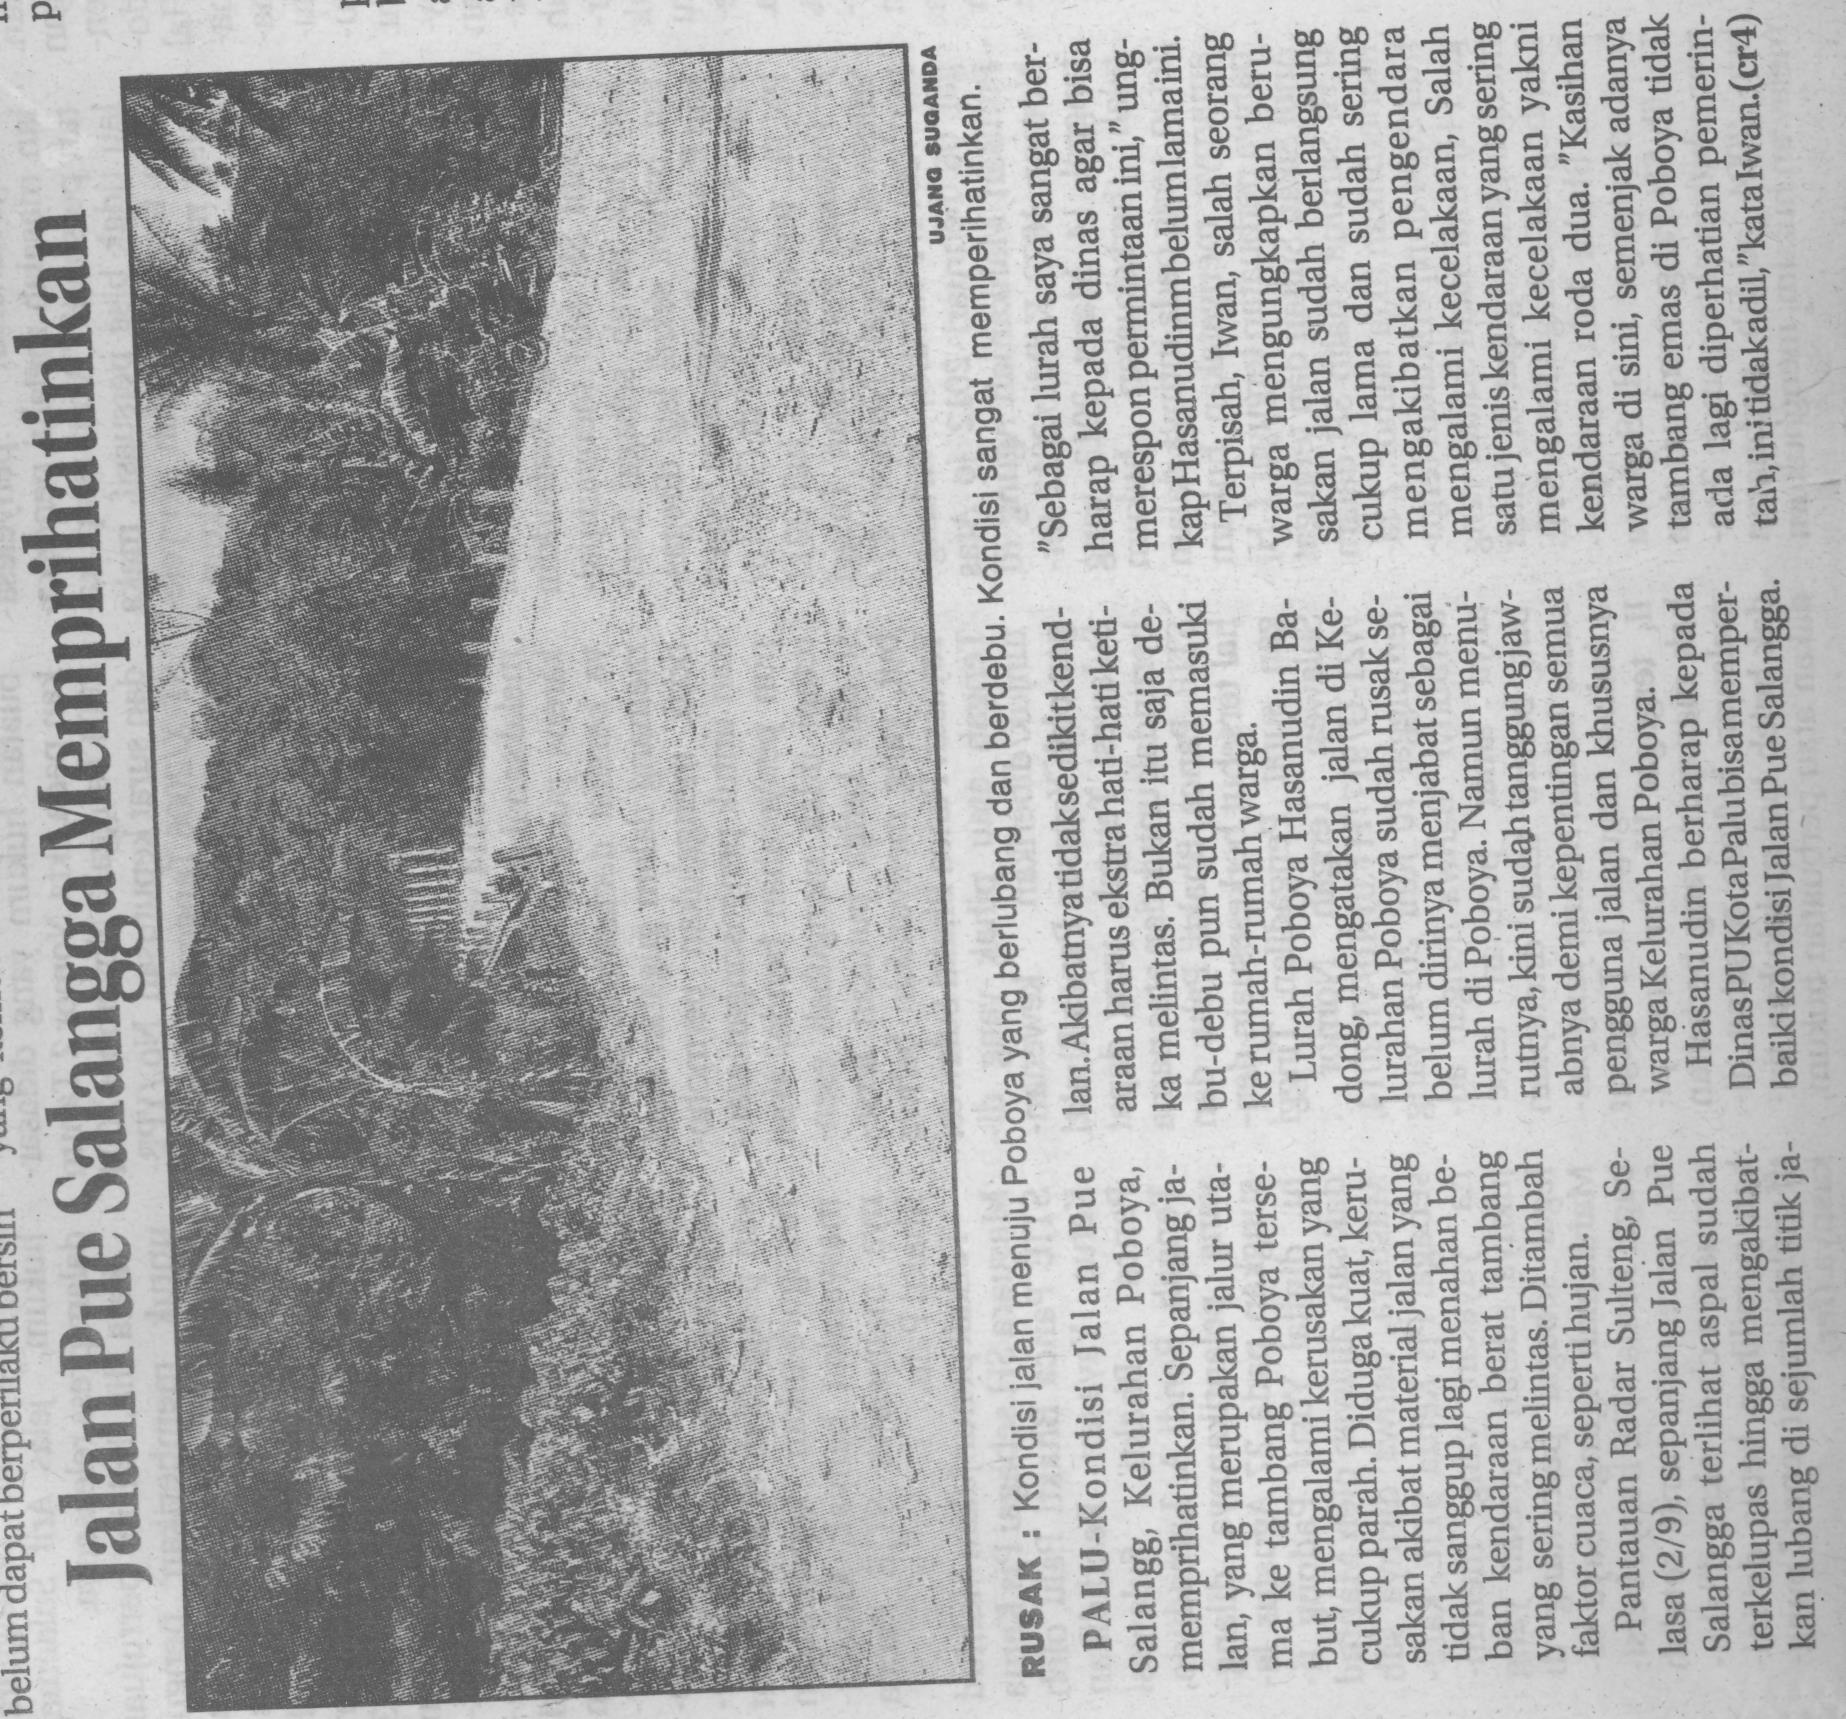 belum dapat berperilaku bersih
Jalan Pue Salangga Memprihatinkan
UJANG SUGANDA
RUSAK : Kondisi jalan menuju Poboya yang berlubang dan berdebu. Kondisi sangat memperihatinkan.
PALU-Kondisi Jalan Pue
Salangg, Kelurahan Poboya,
memprihatinkan. Sepanjang ja-
lan, yang merupakan jalur uta-
ma ke tambang Poboya terse-
but, mengalami kerusakan yang
cukup parah. Diduga kuat, keru-
sakan akibat material jalan yang
tidak sanggup lagi menahan be-
ban kendaraan berat tambang
yang sering melintas. Ditambah
faktor cuaca, seperti hujan.
Pantauan Radar Sulteng, Se-
lasa (2/9), sepanjang Jalan Pue
Salangga terlihat aspal sudah
terkelupas hingga mengakibat-
kan lubang di sejumlah titik ja-
lan. Akibatnya tidak sedikit kend-
araan harus ekstra hati-hati keti-
ka melintas. Bukan itu saja de-
bu-debu pun sudah memasuki
ke rumah-rumah warga.
Lurah Poboya Hasanudin Ba-
dong, mengatakan jalan di Ke-
lurahan Poboya sudah rusak se-
belum dirinya menjabat sebagai
lurah di Poboya. Namun menu-
rutnya, kini sudah tanggung jaw-
abnya demi kepentingan semua
pengguna jalan dan khususnya
warga Kelurahan Poboya.
Hasanudin berharap kepada
Dinas PU Kota Palu bisa memper-
baiki kondisi Jalan Pue Salangga.
"Sebagai lurah saya sangat ber-
harap kepada dinas agar bisa
merespon permintaan ini," ung-
kap Hasanudinm belum lama ini.
Terpisah, Iwan, salah seorang
warga mengungkapkan beru-
sakan jalan sudah berlangsung
cukup lama dan sudah sering
mengakibatkan pengendara
mengalami kecelakaan, Salah
satu jenis kendaraan yang sering
mengalami kecelakaan yakni
kendaraan roda dua. "Kasihan
warga di sini, semenjak adanya
tambang emas di Poboya tidak
ada lagi diperhatian pemerin-
tah, ini tidak adil," kata Iwan.(cr4)